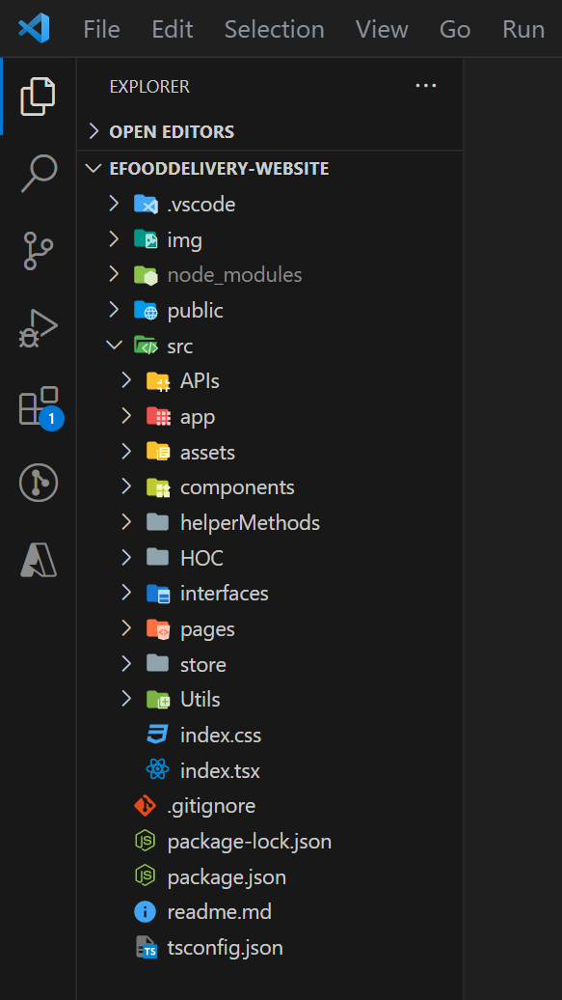 File Edit Selection View Go Run
EXPLORER ...
OPEN EDITORS
EFOODDELIVERY-WEBSITE
.vscode
img
node_modules
public
src
APIs
app
assets
components
helperMethods
HOC
interfaces
pages
store
1
Utils
index.css
index.tsx
.gitignore
package-lock.json
package.json
readme.md
tsconfig.json